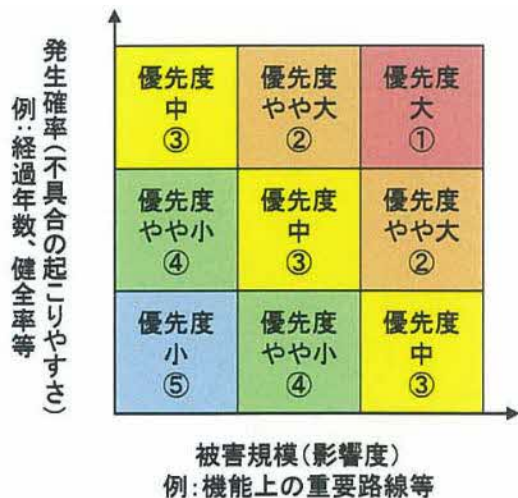 発生確率(不具合の起こりやすさ)
例:経過年数、健全率等
優先度
中
③
優先度
やや大
②
優先度
大
①
優先度
やや小
④
優先度
中
③
優先度
やや大
②
優先度
小
⑤
優先度
やや小
④
優先度
中
③
被害規模(影響度)
例:機能上の重要路線等